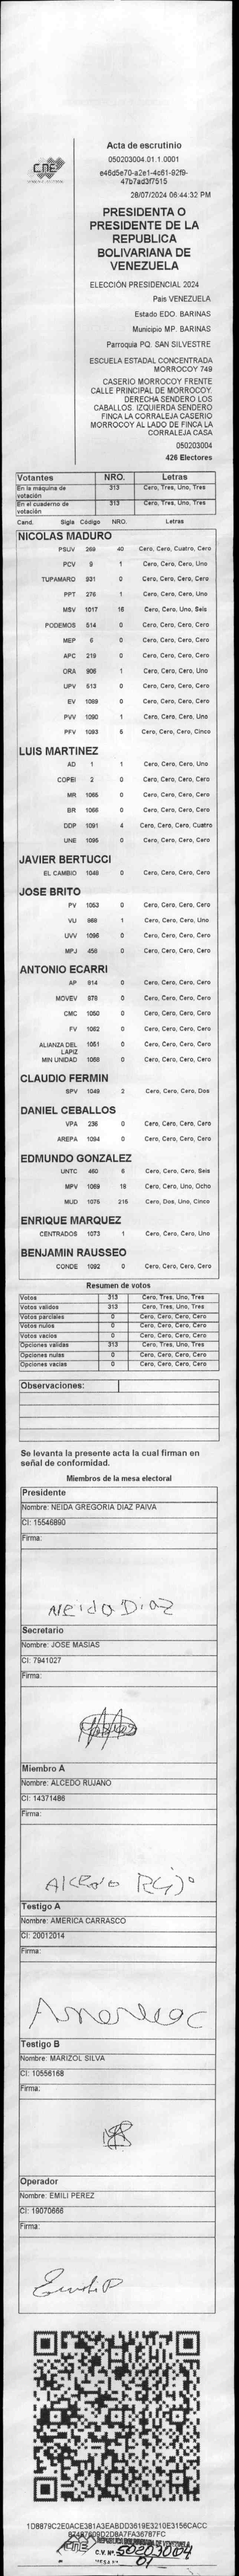 CNE
Acta de escrutinio
050203004.01.1.0001
e46d5e70-a2e1-4c61-92f9-
47b7ad3f7515
28/07/2024 06:44:32 PM
PRESIDENTA O
PRESIDENTE DE LA
REPUBLICA
BOLIVARIANA DE
VENEZUELA
ELECCIÓN PRESIDENCIAL 2024
País VENEZUELA
Estado EDO. BARINAS
Municipio MP. BARINAS
Parroquia PQ. SAN SILVESTRE
ESCUELA ESTADAL CONCENTRADA
MORROCOY 749
CASERIO MORROCOY FRENTE
CALLE PRINCIPAL DE MORROCOY.
DERECHA SENDERO LOS
CABALLOS. IZQUIERDA SENDERO
FINCA LA CORRALEJA CASERIO
MORROCOY AL LADO DE FINCA LA
CORRALEJA CASA
050203004
426 Electores
Votantes NRO. Letras
En la máquina de votación 313 Cero, Tres, Uno, Tres
En el cuaderno de votación 313 Cero, Tres, Uno, Tres
Cand. Sigla Código NRO. Letras
NICOLAS MADURO
PSUV 269 40 Cero, Cero, Cuatro, Cero
PCV 9 1 Cero, Cero, Cero, Uno
TUPAMARO 931 0 Cero, Cero, Cero, Cero
PPT 276 1 Cero, Cero, Cero, Uno
MSV 1017 16 Cero, Cero, Uno, Seis
PODEMOS 514 0 Cero, Cero, Cero, Cero
MEP 6 0 Cero, Cero, Cero, Cero
APC 219 0 Cero, Cero, Cero, Cero
ORA 906 1 Cero, Cero, Cero, Uno
UPV 513 0 Cero, Cero, Cero, Cero
EV 1089 0 Cero, Cero, Cero, Cero
PVV 1090 1 Cero, Cero, Cero, Uno
PFV 1093 5 Cero, Cero, Cero, Cinco
LUIS MARTINEZ
AD 1 1 Cero, Cero, Cero, Uno
COPEI 2 0 Cero, Cero, Cero, Cero
MR 1065 0 Cero, Cero, Cero, Cero
BR 1066 0 Cero, Cero, Cero, Cero
DDP 1091 4 Cero, Cero, Cero, Cuatro
UNE 1095 0 Cero, Cero, Cero, Cero
JAVIER BERTUCCI
EL CAMBIO 1048 0 Cero, Cero, Cero, Cero
JOSE BRITO
PV 1053 0 Cero, Cero, Cero, Cero
VU 968 1 Cero, Cero, Cero, Uno
UVV 1096 0 Cero, Cero, Cero, Cero
MPJ 458 0 Cero, Cero, Cero, Cero
ANTONIO ECARRI
AP 814 0 Cero, Cero, Cero, Cero
MOVEV 878 0 Cero, Cero, Cero, Cero
CMC 1050 0 Cero, Cero, Cero, Cero
FV 1062 0 Cero, Cero, Cero, Cero
ALIANZA DEL LAPIZ 1051 0 Cero, Cero, Cero, Cero
MIN UNIDAD 1068 0 Cero, Cero, Cero, Cero
CLAUDIO FERMIN
SPV 1049 2 Cero, Cero, Cero, Dos
DANIEL CEBALLOS
VPA 236 0 Cero, Cero, Cero, Cero
AREPA 1094 0 Cero, Cero, Cero, Cero
EDMUNDO GONZALEZ
UNTC 460 6 Cero, Cero, Cero, Seis
MPV 1069 18 Cero, Cero, Uno, Ocho
MUD 1075 215 Cero, Dos, Uno, Cinco
ENRIQUE MARQUEZ
CENTRADOS 1073 1 Cero, Cero, Cero, Uno
BENJAMIN RAUSSEO
CONDE 1092 0 Cero, Cero, Cero, Cero
Resumen de votos
Votos 313 Cero, Tres, Uno, Tres
Votos validos 313 Cero, Tres, Uno, Tres
Votos parciales 0 Cero, Cero, Cero, Cero
Votos nulos 0 Cero, Cero, Cero, Cero
Votos vacios 0 Cero, Cero, Cero, Cero
Opciones validas 313 Cero, Tres, Uno, Tres
Opciones nulas 0 Cero, Cero, Cero, Cero
Opciones vacias 0 Cero, Cero, Cero, Cero
Observaciones:
Se levanta la presente acta la cual firman en
señal de conformidad.
Miembros de la mesa electoral
Presidente
Nombre: NEIDA GREGORIA DIAZ PAIVA
CI: 15546890
Firma:
Neida Diaz
Secretario
Nombre: JOSE MASIAS
CI: 7941027
Firma:
Miembro A
Nombre: ALCEDO RUJANO
CI: 14371486
Firma:
Testigo A
Nombre: AMERICA CARRASCO
CI: 20012014
Firma:
Testigo B
Nombre: MARIZOL SILVA
CI: 10556168
Firma:
Operador
Nombre: EMILI PEREZ
CI: 19070666
Firma:
1D8879C2E0ACE381A3EABDD3619E3210E3156CACC
CNE
C.V. Nº 50203004
MESA Nº 01